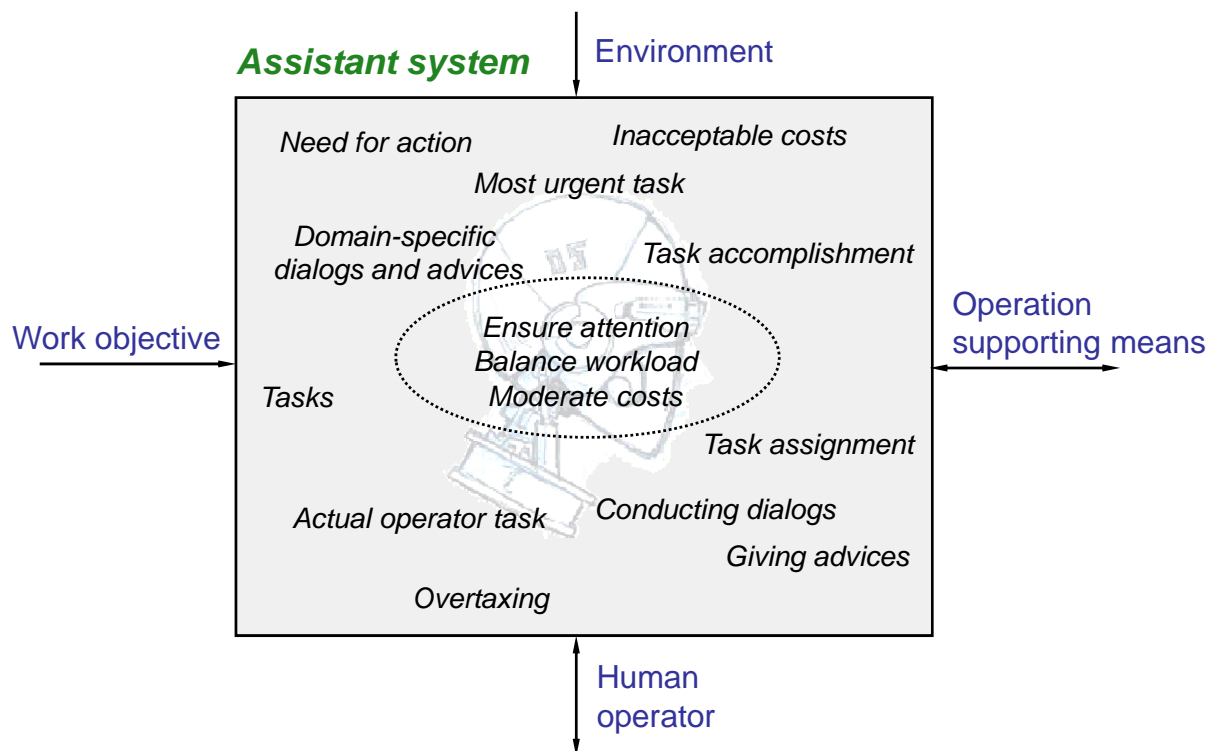 Assistant system
Environment
Need for action
Inacceptable costs
Most urgent task
Domain-specific
dialogs and advices
Task accomplishment
Work objective
Ensure attention
Balance workload
Moderate costs
Operation
supporting means
Tasks
Task assignment
Actual operator task
Conducting dialogs
Giving advices
Overtaxing
Human
operator